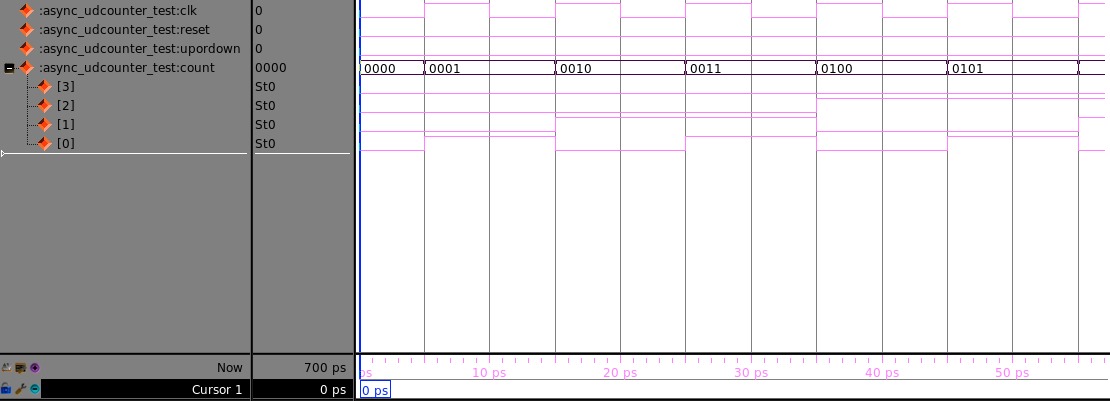 :async_udcounter_test:clk 0
:async_udcounter_test:reset 0
:async_udcounter_test:upordown 0
:async_udcounter_test:count 0000 0000 0001 0010 0011 0100 0101
[3] St0
[2] St0
[1] St0
[0] St0
Now 700 ps ps 10 ps 20 ps 30 ps 40 ps 50 ps
Cursor 1 0 ps 0 ps